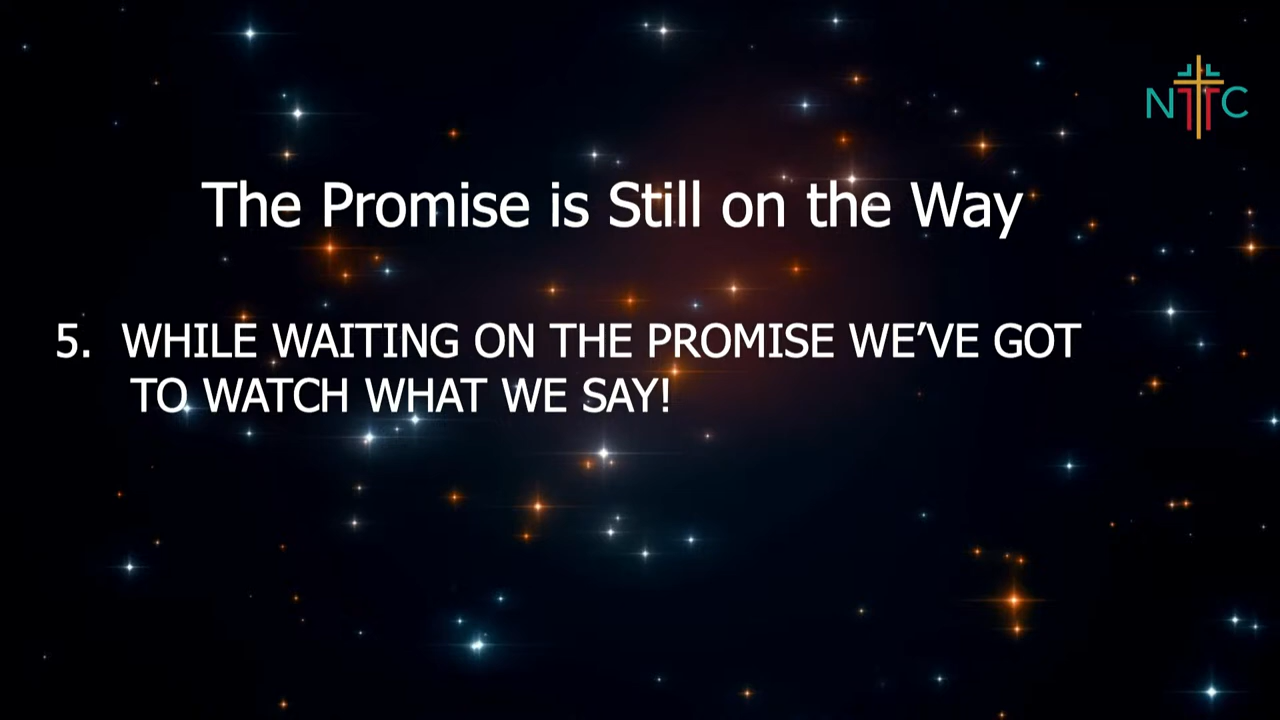 NTTC
The Promise is Still on the Way
5. WHILE WAITING ON THE PROMISE WE’VE GOT
TO WATCH WHAT WE SAY!